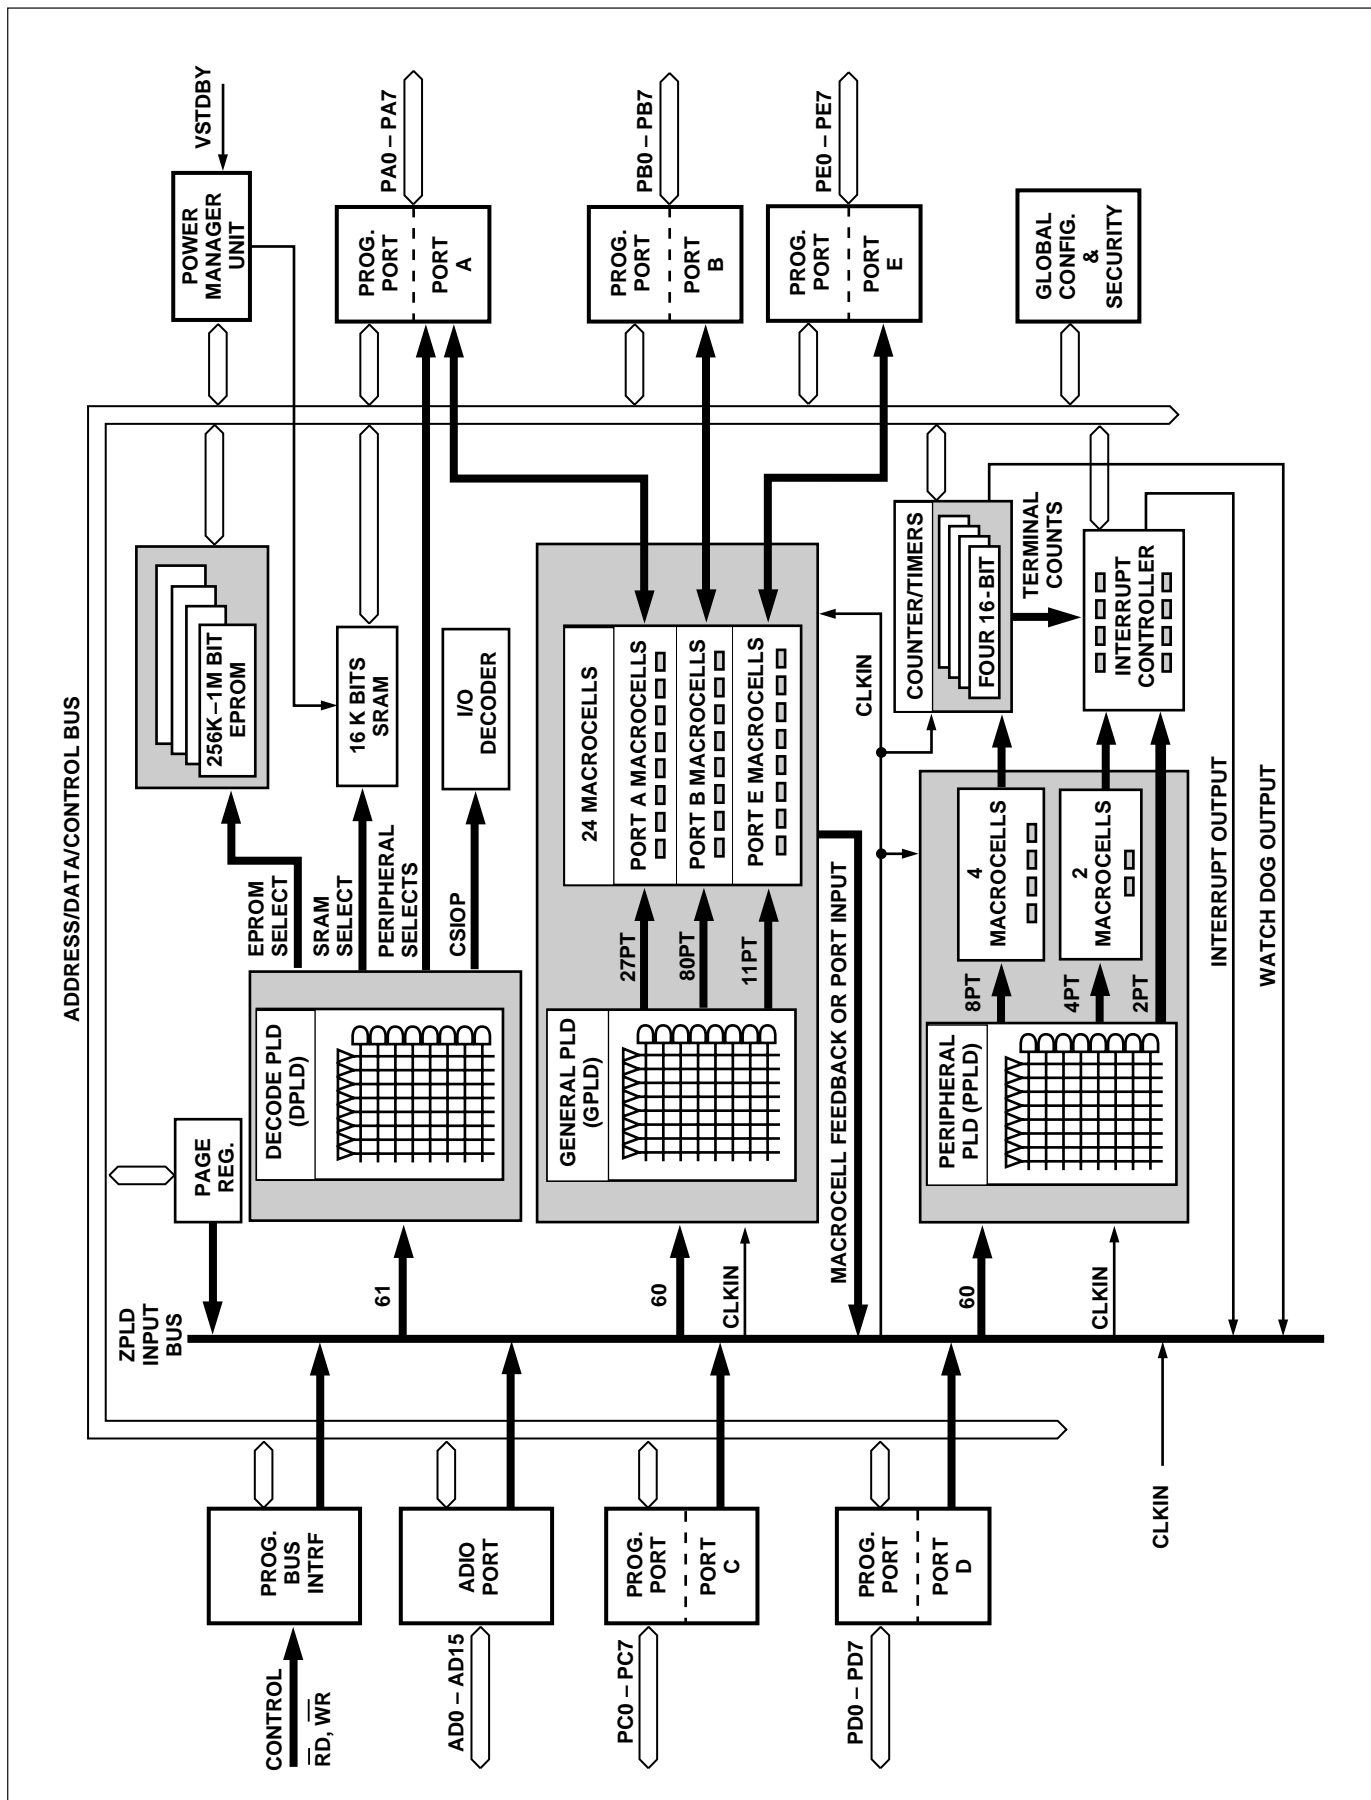 ADDRESS/DATA/CONTROL BUS
CONTROL
RD, WR
PROG.
BUS
INTRF
AD0 – AD15
ADIO
PORT
PC0 – PC7
PROG.
PORT
PORT
C
PD0 – PD7
PROG.
PORT
PORT
D
CLKIN
ZPLD
INPUT
BUS
PAGE
REG.
61
DECODE PLD
(DPLD)
EPROM
SELECT
SRAM
SELECT
PERIPHERAL
SELECTS
CSIOP
256K–1M BIT
EPROM
16 K BITS
SRAM
I/O
DECODER
60
CLKIN
GENERAL PLD
(GPLD)
27PT
80PT
11PT
24 MACROCELLS
PORT A MACROCELLS
PORT B MACROCELLS
PORT E MACROCELLS
MACROCELL FEEDBACK OR PORT INPUT
CLKIN
60
CLKIN
PERIPHERAL
PLD (PPLD)
8PT
4PT
2PT
4
MACROCELLS
2
MACROCELLS
COUNTER/TIMERS
FOUR 16-BIT
TERMINAL
COUNTS
INTERRUPT
CONTROLLER
INTERRUPT OUTPUT
WATCH DOG OUTPUT
POWER
MANAGER
UNIT
VSTDBY
PROG.
PORT
PORT
A
PA0 – PA7
PROG.
PORT
PORT
B
PB0 – PB7
PROG.
PORT
PORT
E
PE0 – PE7
GLOBAL
CONFIG.
&
SECURITY